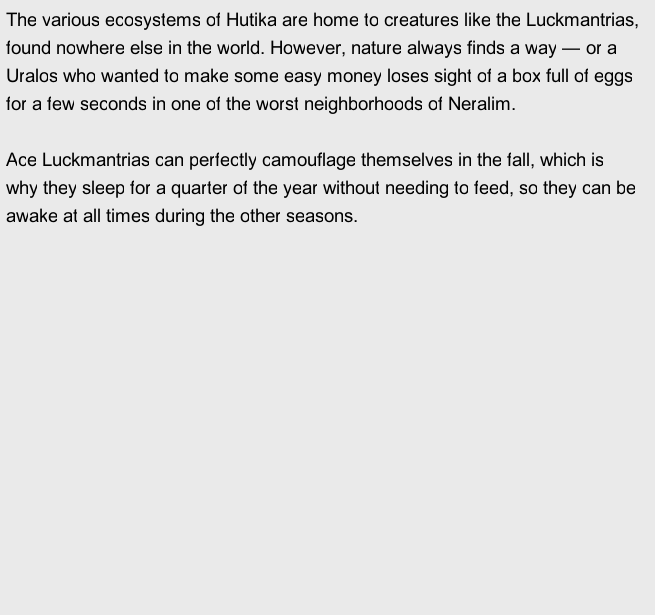 The various ecosystems of Hutika are home to creatures like the Luckmantrias,
found nowhere else in the world. However, nature always finds a way — or a
Uralos who wanted to make some easy money loses sight of a box full of eggs
for a few seconds in one of the worst neighborhoods of Neralim.

Ace Luckmantrias can perfectly camouflage themselves in the fall, which is
why they sleep for a quarter of the year without needing to feed, so they can be
awake at all times during the other seasons.